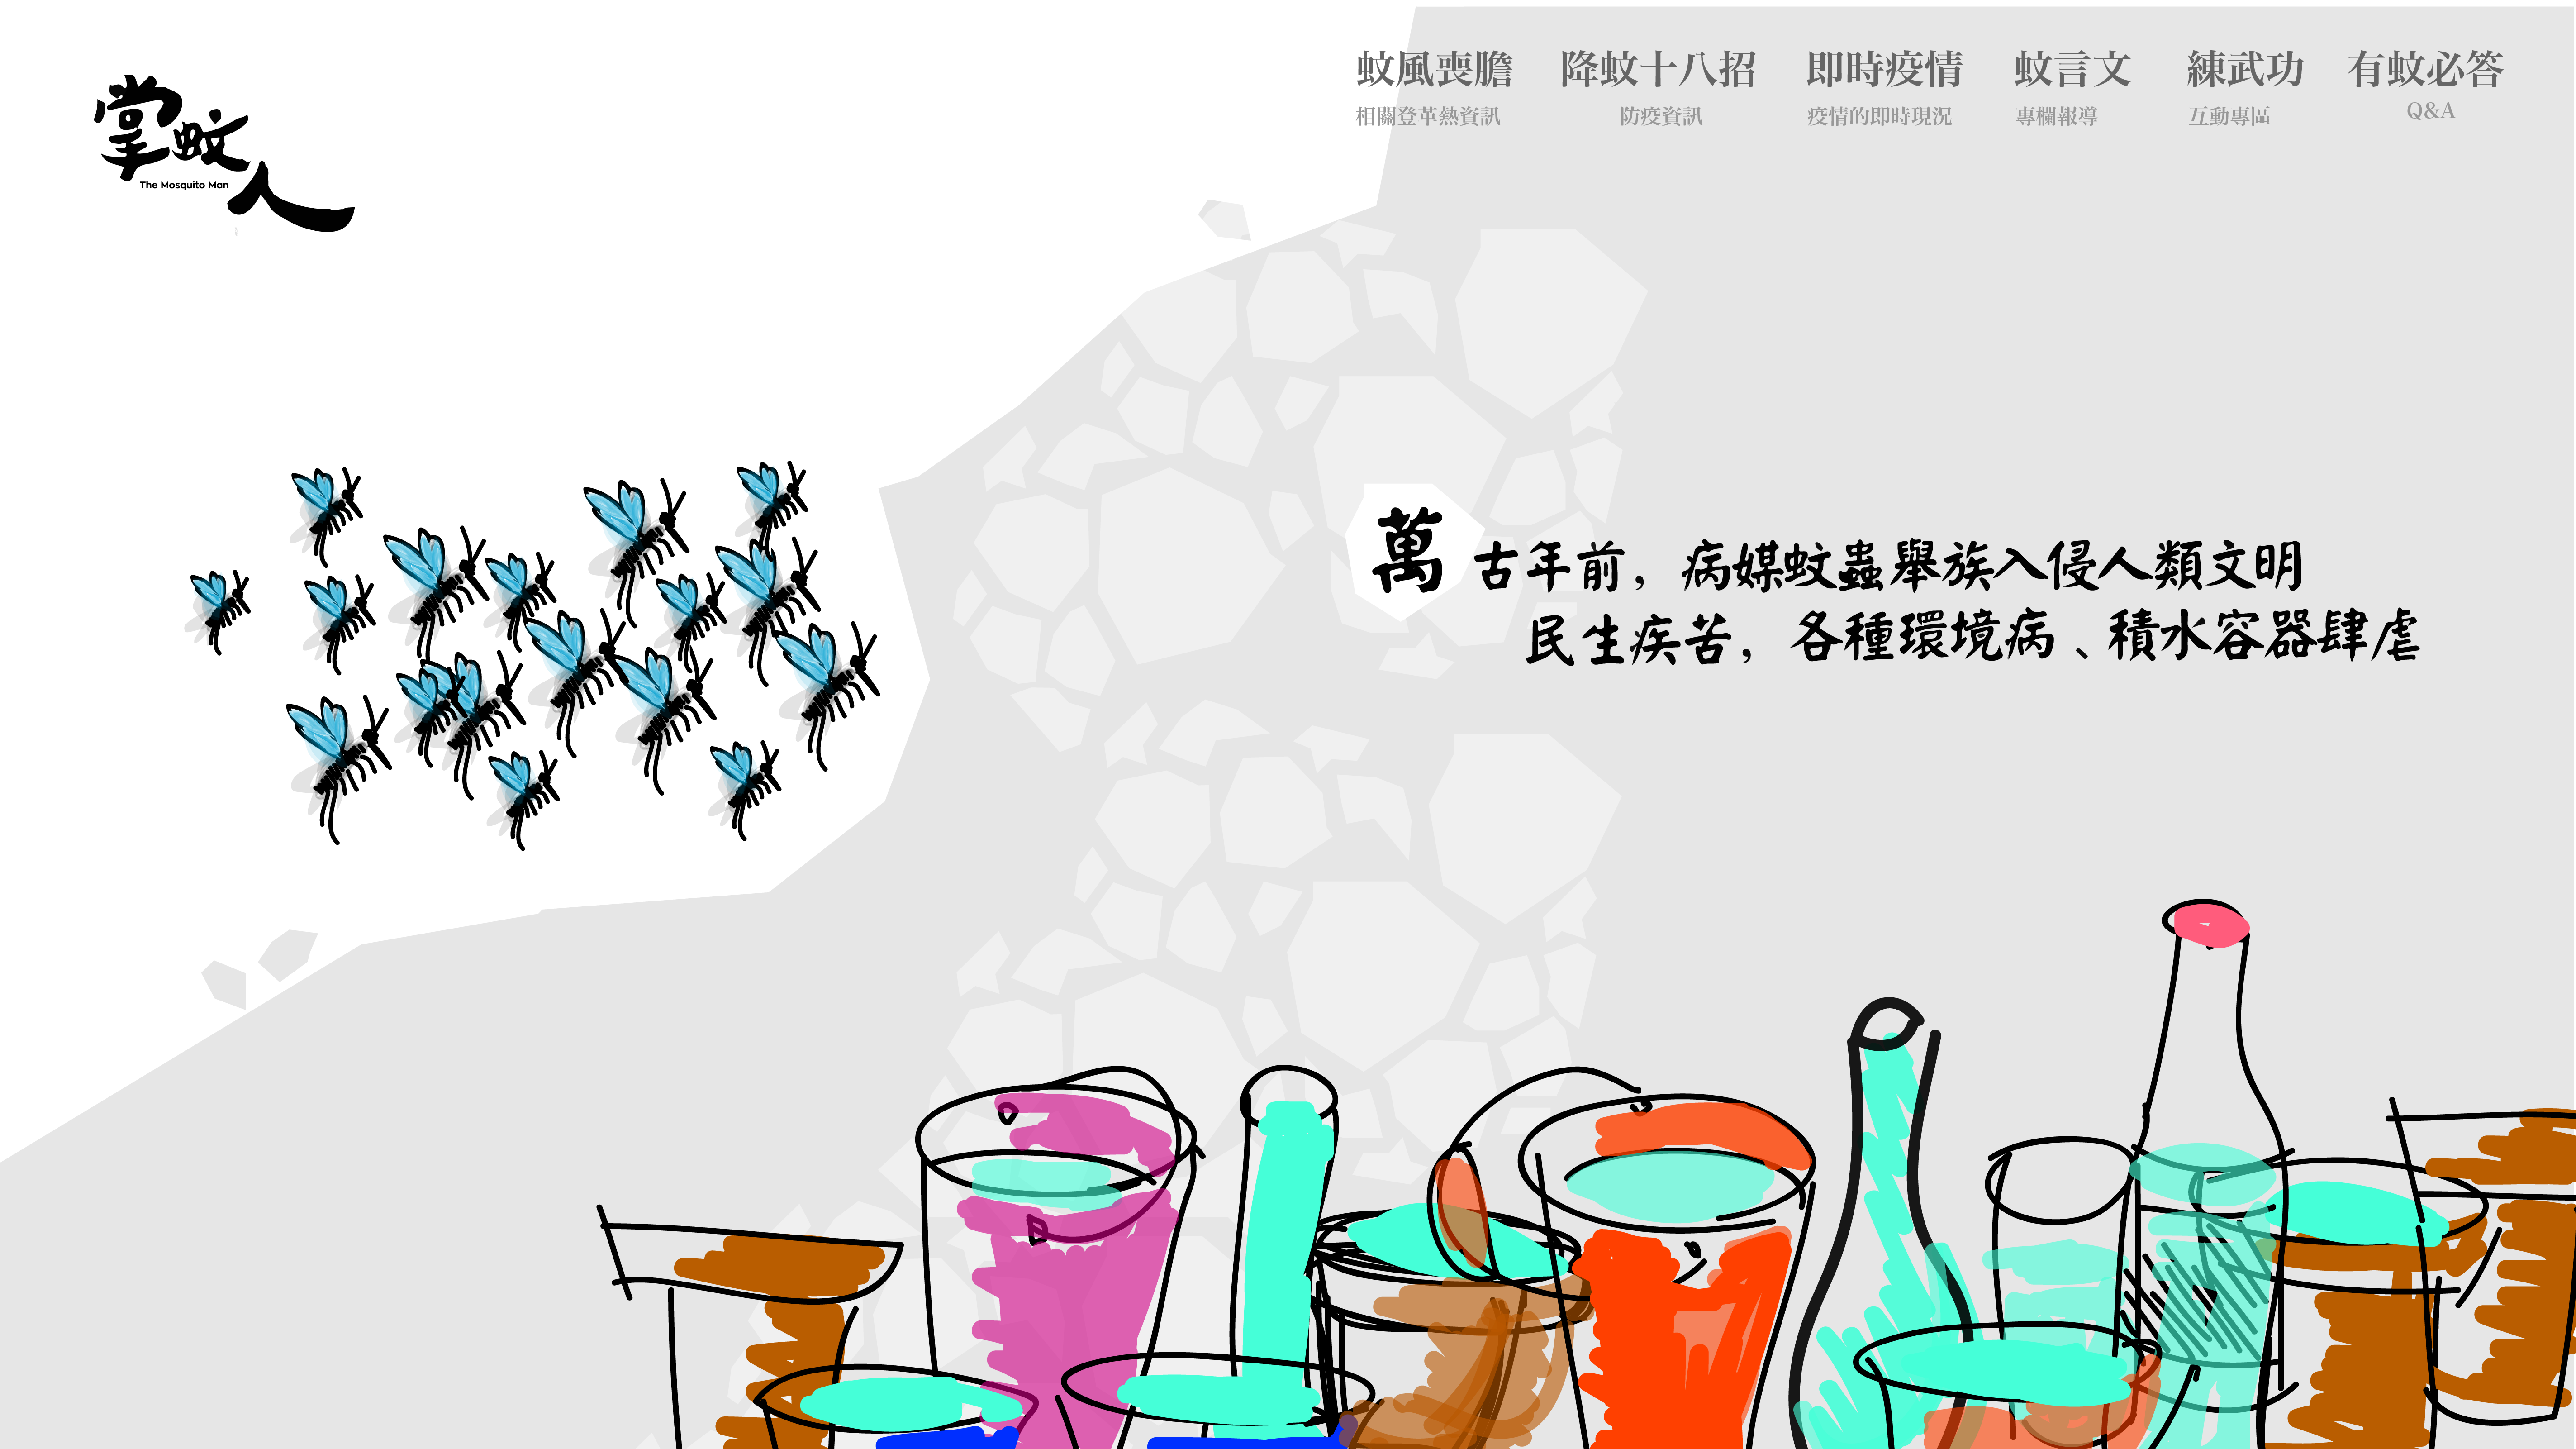 掌蚊人
The Mosquito Man
蚊風喪膽 降蚊十八招 即時疫情 蚊言文 練武功 有蚊必答
相關登革熱資訊 防疫資訊 疫情的即時現況 專欄報導 互動專區 Q&A
萬古年前，病媒蚊蟲舉族入侵人類文明
民生疾苦，各種環境病、積水容器肆虐